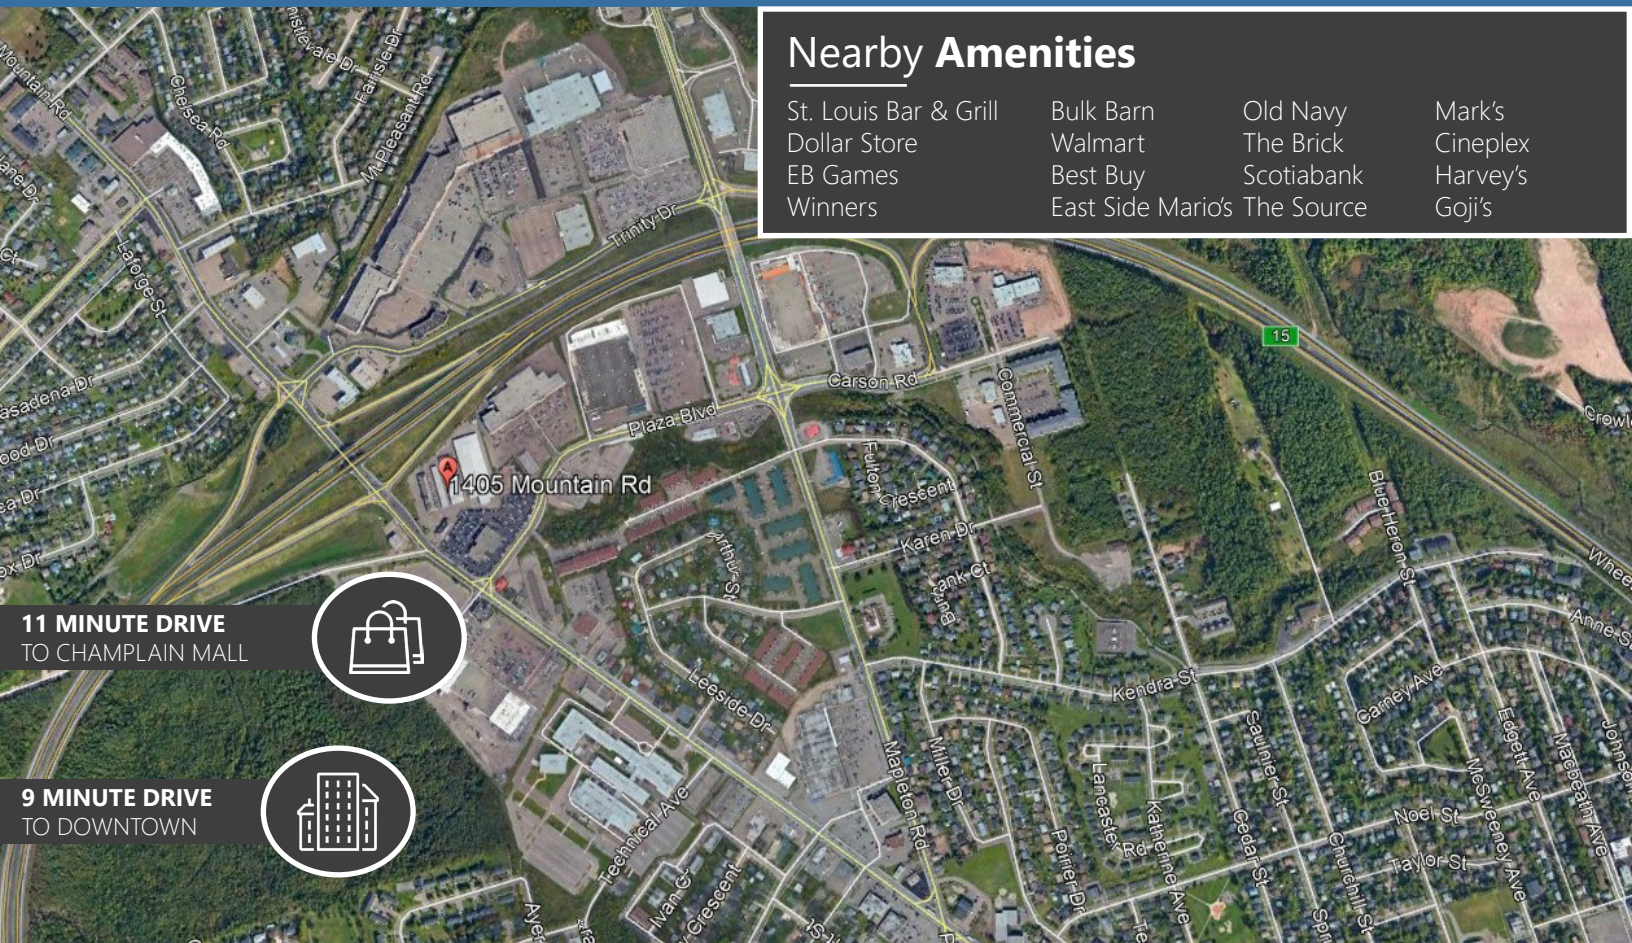 Nearby Amenities
St. Louis Bar & Grill
Dollar Store
EB Games
Winners
Bulk Barn
Walmart
Best Buy
East Side Mario's
Old Navy
The Brick
Scotiabank
The Source
Mark's
Cineplex
Harvey's
Goji's
Mountain Rd
Chelsea Rd
Fairisle Dr
Mt Pleasant Rd
Trinity Dr
Laforge St
15
Carson Rd
Commercial St
Plaza Blvd
A
1405 Mountain Rd
Fulton
Crescent
Karen Dr
Arthur St
Blue Heron St
11 MINUTE DRIVE
TO CHAMPLAIN MALL
Leeside Dr
Kendra St
Carney Ave
9 MINUTE DRIVE
TO DOWNTOWN
Technical Ave
Mapleton Rd
Miller Dr
Poirier Dr
Lancaster Rd
Katherine Ave
Saulnier St
Cedar St
Churchill St
Noel St
Taylor St
McSweeney Ave
Edgett Ave
Macbeath Ave